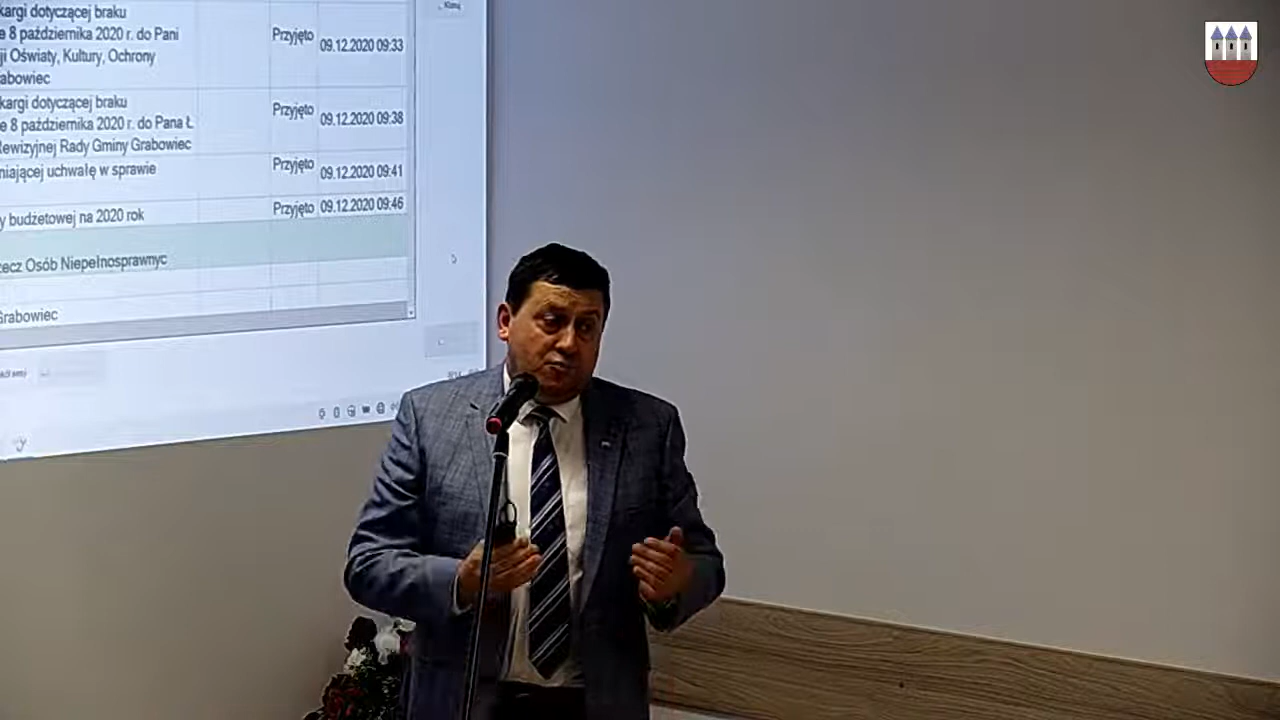 kargi dotyczącej braku
e 8 października 2020 r. do Pani
ji Oświaty, Kultury, Ochrony
abowiec
Przyjęto 09.12.2020 09:33
kargi dotyczącej braku
e 8 października 2020 r. do Pana Ł
Rewizyjnej Rady Gminy Grabowiec
Przyjęto 09.12.2020 09:38
niającej uchwałę w sprawie
Przyjęto 09.12.2020 09:41
y budżetowej na 2020 rok
Przyjęto 09.12.2020 09:46
zecz Osób Niepełnosprawnyc
Grabowiec